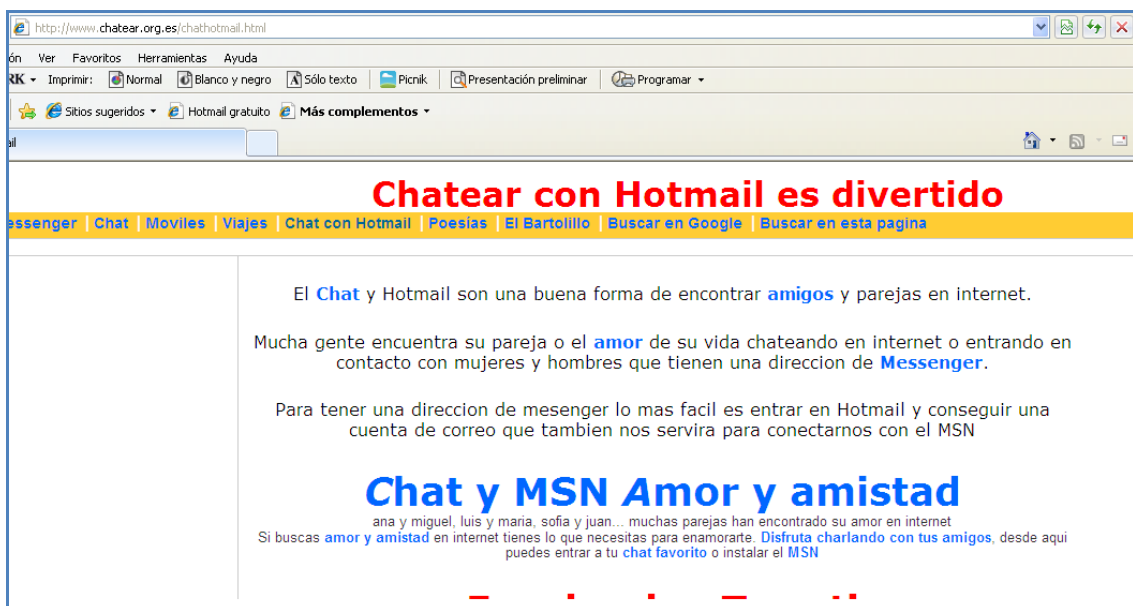 http://www.chatear.org.es/chathotmail.html
ón Ver Favoritos Herramientas Ayuda
RK Imprimir: Normal Blanco y negro Sólo texto Picnik Presentación preliminar Programar
Sitios sugeridos Hotmail gratuito Más complementos
ail
Chatear con Hotmail es divertido
essenger | Chat | Moviles | Viajes | Chat con Hotmail | Poesías | El Bartolillo | Buscar en Google | Buscar en esta pagina
El Chat y Hotmail son una buena forma de encontrar amigos y parejas en internet.
Mucha gente encuentra su pareja o el amor de su vida chateando en internet o entrando en
contacto con mujeres y hombres que tienen una direccion de Messenger.
Para tener una direccion de mesenger lo mas facil es entrar en Hotmail y conseguir una
cuenta de correo que tambien nos servira para conectarnos con el MSN
Chat y MSN Amor y amistad
ana y miguel, luis y maria, sofia y juan... muchas parejas han encontrado su amor en internet
Si buscas amor y amistad en internet tienes lo que necesitas para enamorarte. Disfruta charlando con tus amigos, desde aqui
puedes entrar a tu chat favorito o instalar el MSN